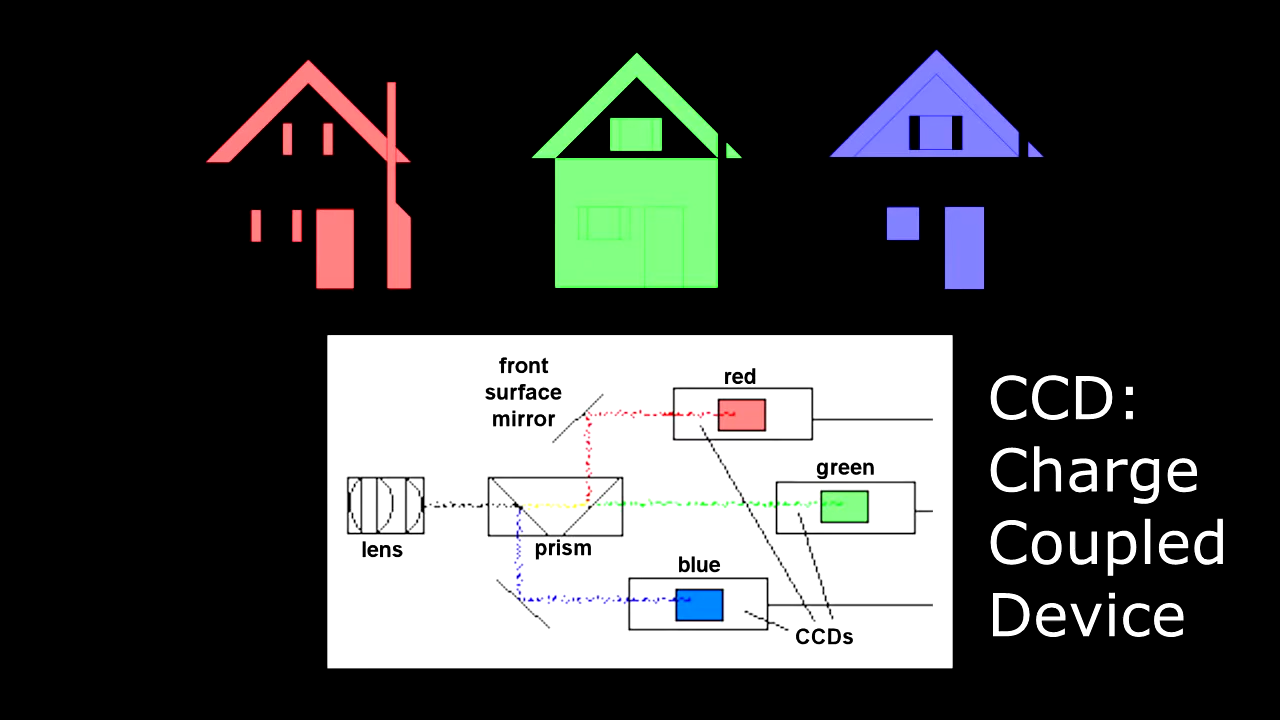 front
surface
mirror
red
green
lens
prism
blue
CCDs
CCD:
Charge
Coupled
Device